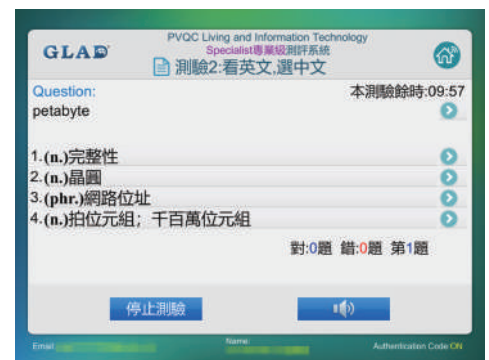 GLAD
PVQC Living and Information Technology
Specialist專業級測評系統
測驗2:看英文,選中文
Question:
本測驗餘時:09:57
petabyte
1.(n.)完整性
2.(n.)晶圓
3.(phr.)網路位址
4.(n.)拍位元組；千百萬位元組
對:0題 錯:0題 第1題
停止測驗
Email:
Name:
Authentication Code:ON